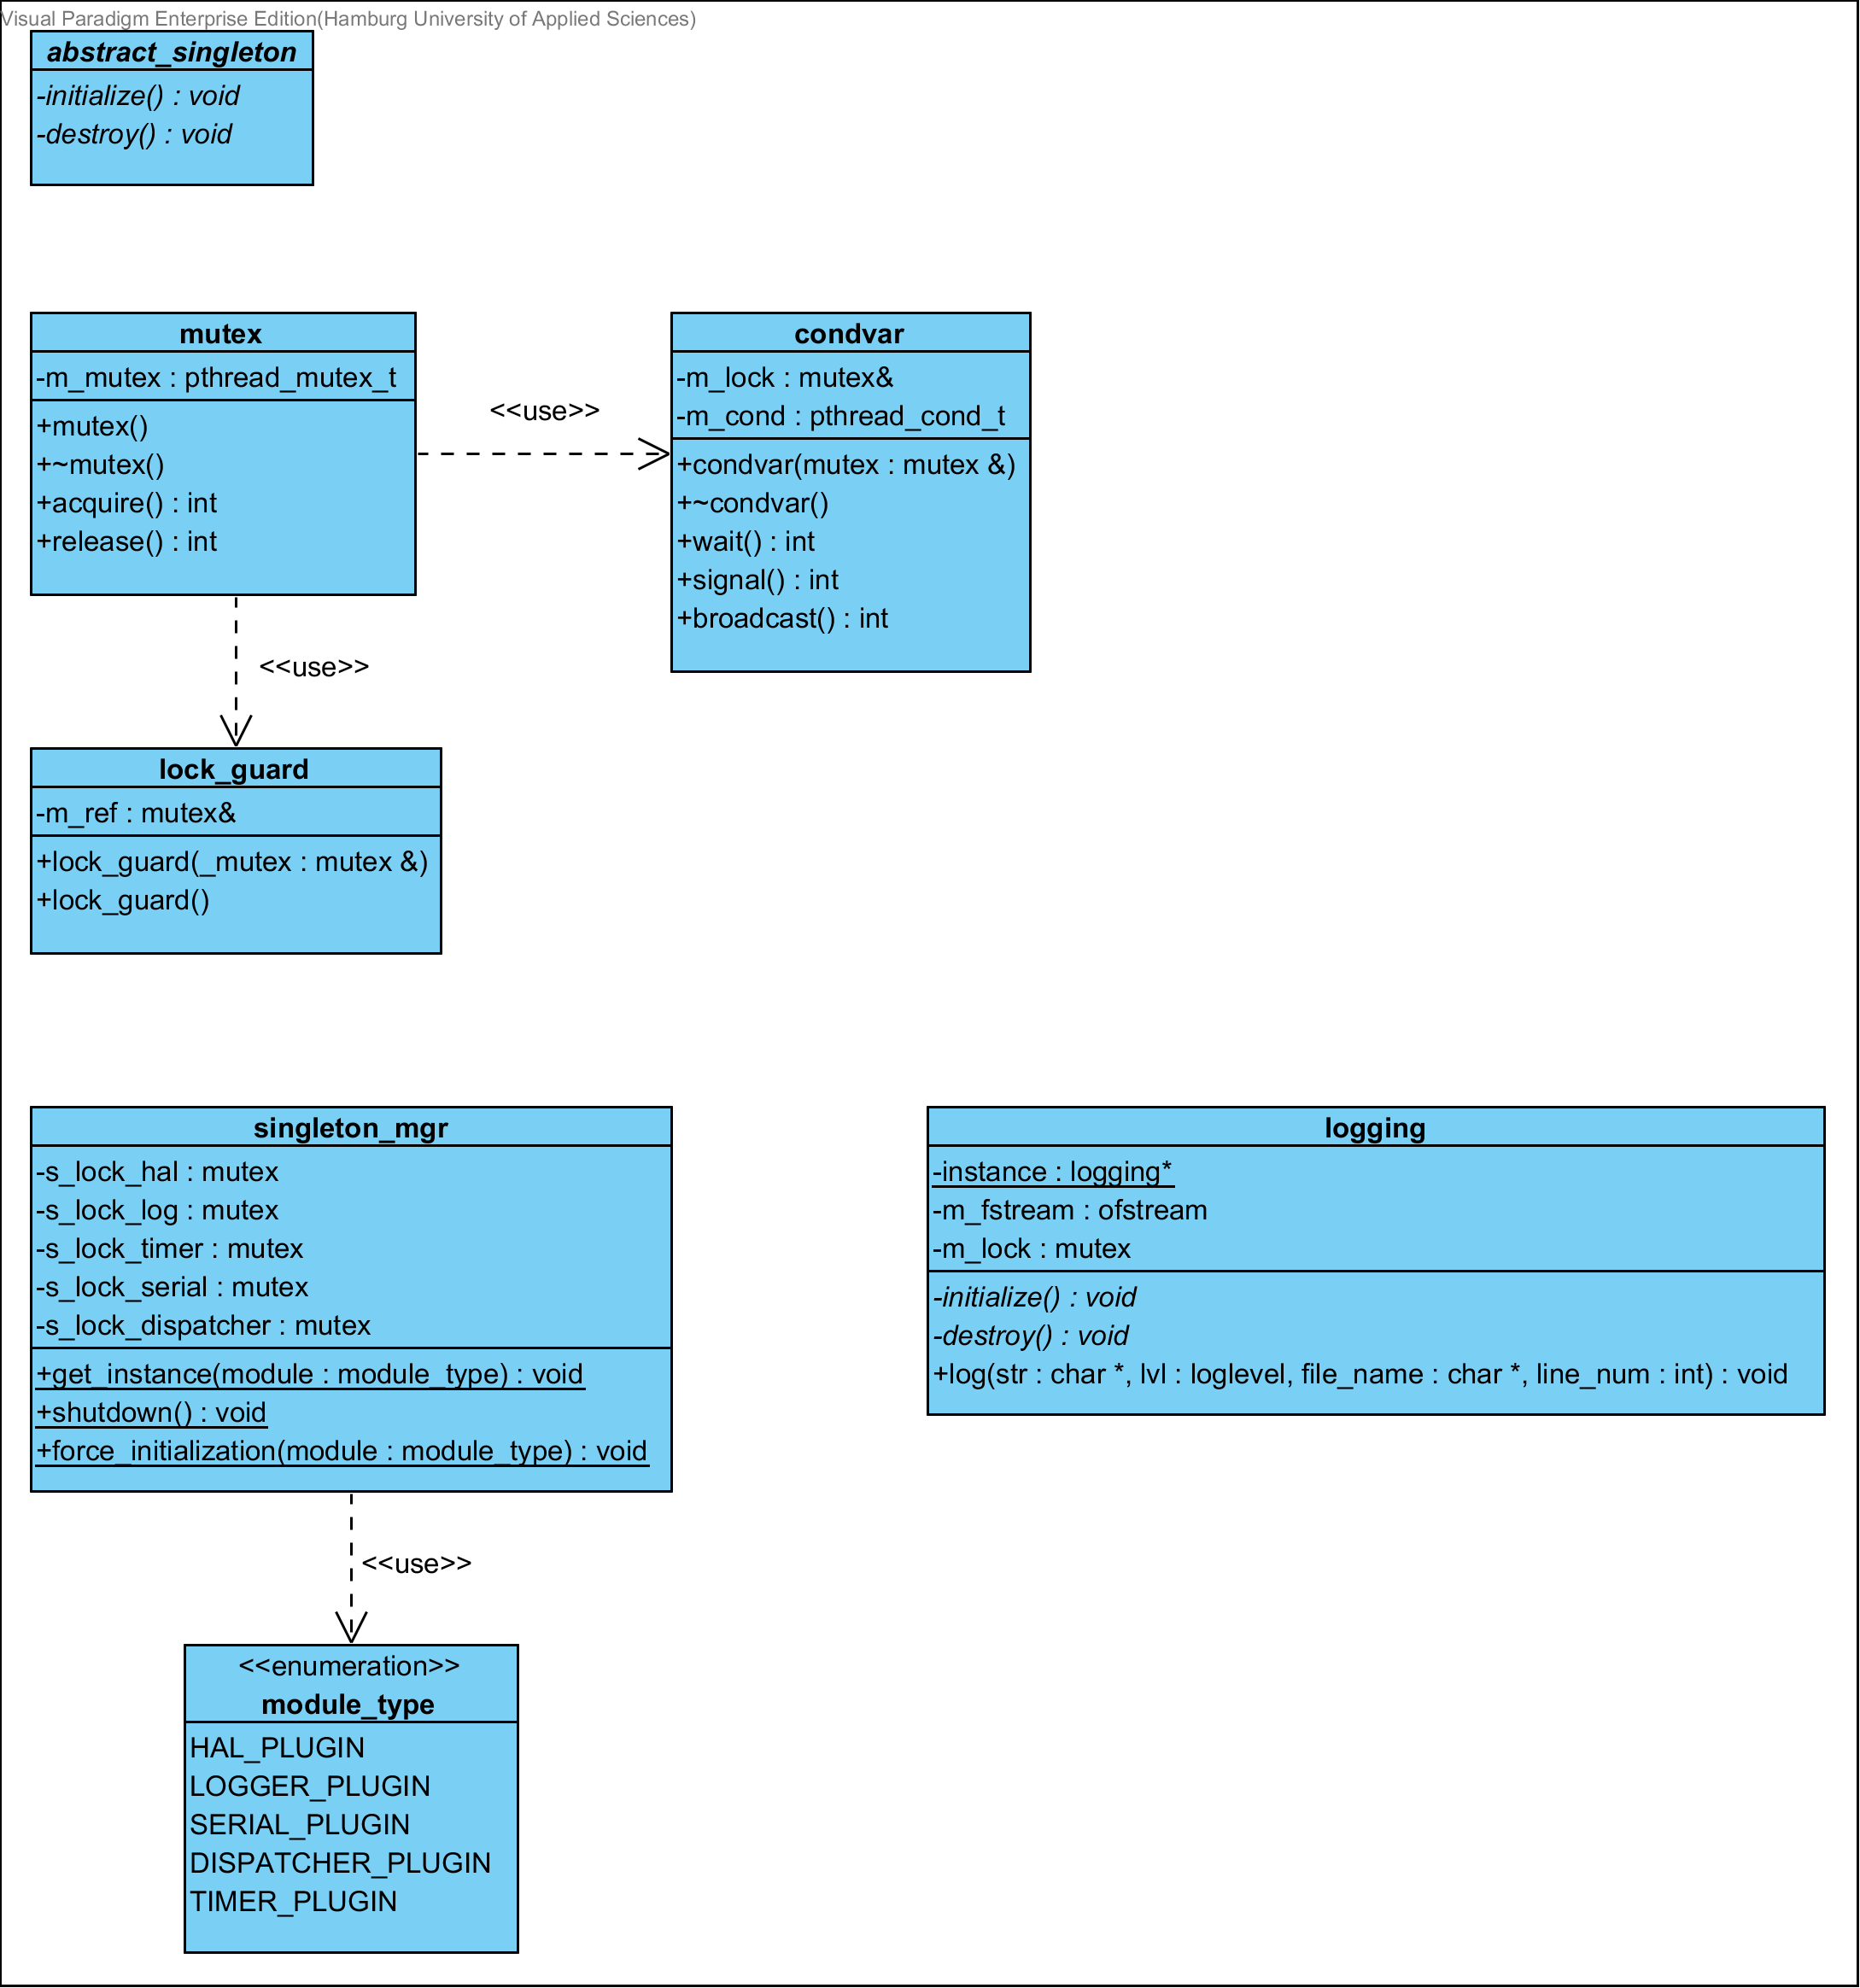 Visual Paradigm Enterprise Edition(Hamburg University of Applied Sciences)
abstract_singleton
-initialize() : void
-destroy() : void
mutex
-m_mutex : pthread_mutex_t
+mutex()
+~mutex()
+acquire() : int
+release() : int
<<use>>
condvar
-m_lock : mutex&
-m_cond : pthread_cond_t
+condvar(mutex : mutex &)
+~condvar()
+wait() : int
+signal() : int
+broadcast() : int
<<use>>
lock_guard
-m_ref : mutex&
+lock_guard(_mutex : mutex &)
+lock_guard()
singleton_mgr
-s_lock_hal : mutex
-s_lock_log : mutex
-s_lock_timer : mutex
-s_lock_serial : mutex
-s_lock_dispatcher : mutex
+get_instance(module : module_type) : void
+shutdown() : void
+force_initialization(module : module_type) : void
logging
-instance : logging*
-m_fstream : ofstream
-m_lock : mutex
-initialize() : void
-destroy() : void
+log(str : char *, lvl : loglevel, file_name : char *, line_num : int) : void
<<use>>
<<enumeration>>
module_type
HAL_PLUGIN
LOGGER_PLUGIN
SERIAL_PLUGIN
DISPATCHER_PLUGIN
TIMER_PLUGIN